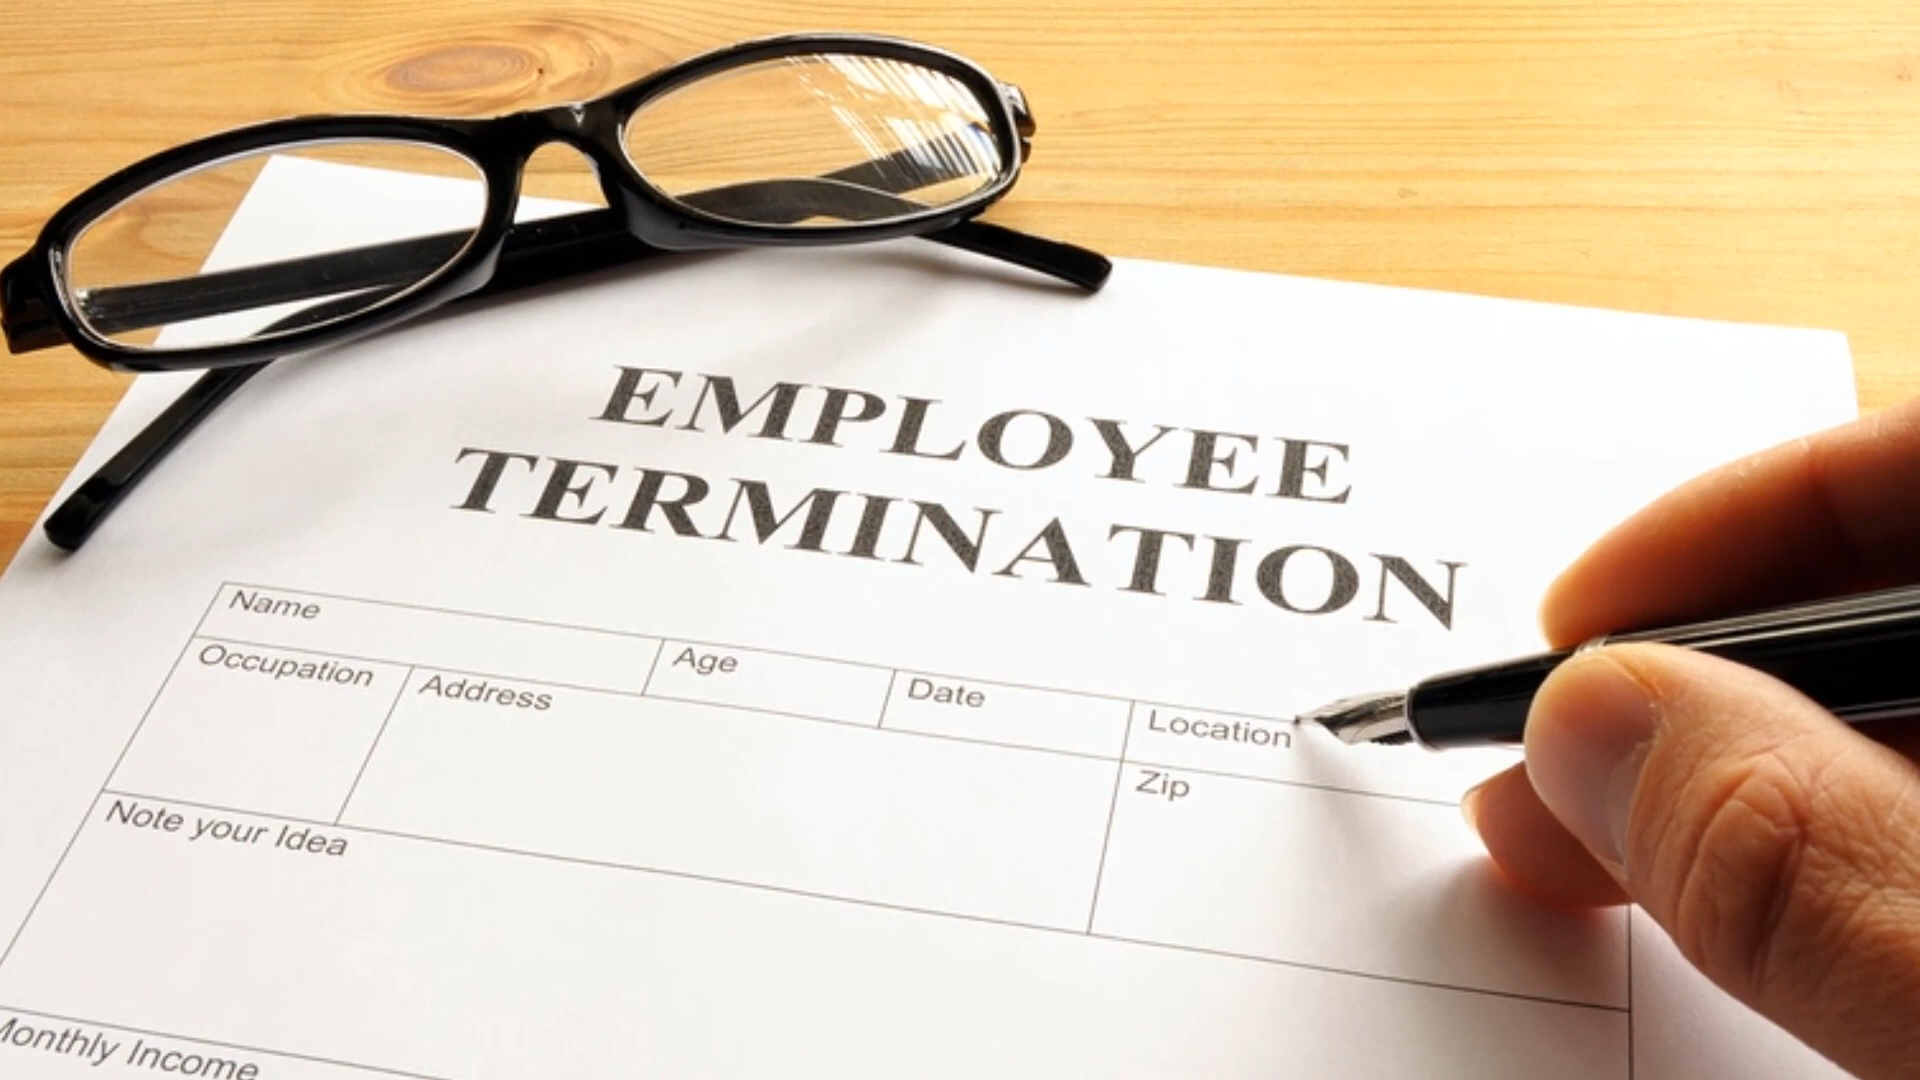 EMPLOYEE
TERMINATION
Name
Age
Date
Location
Occupation
Address
Zip
Note your Idea
Monthly Income